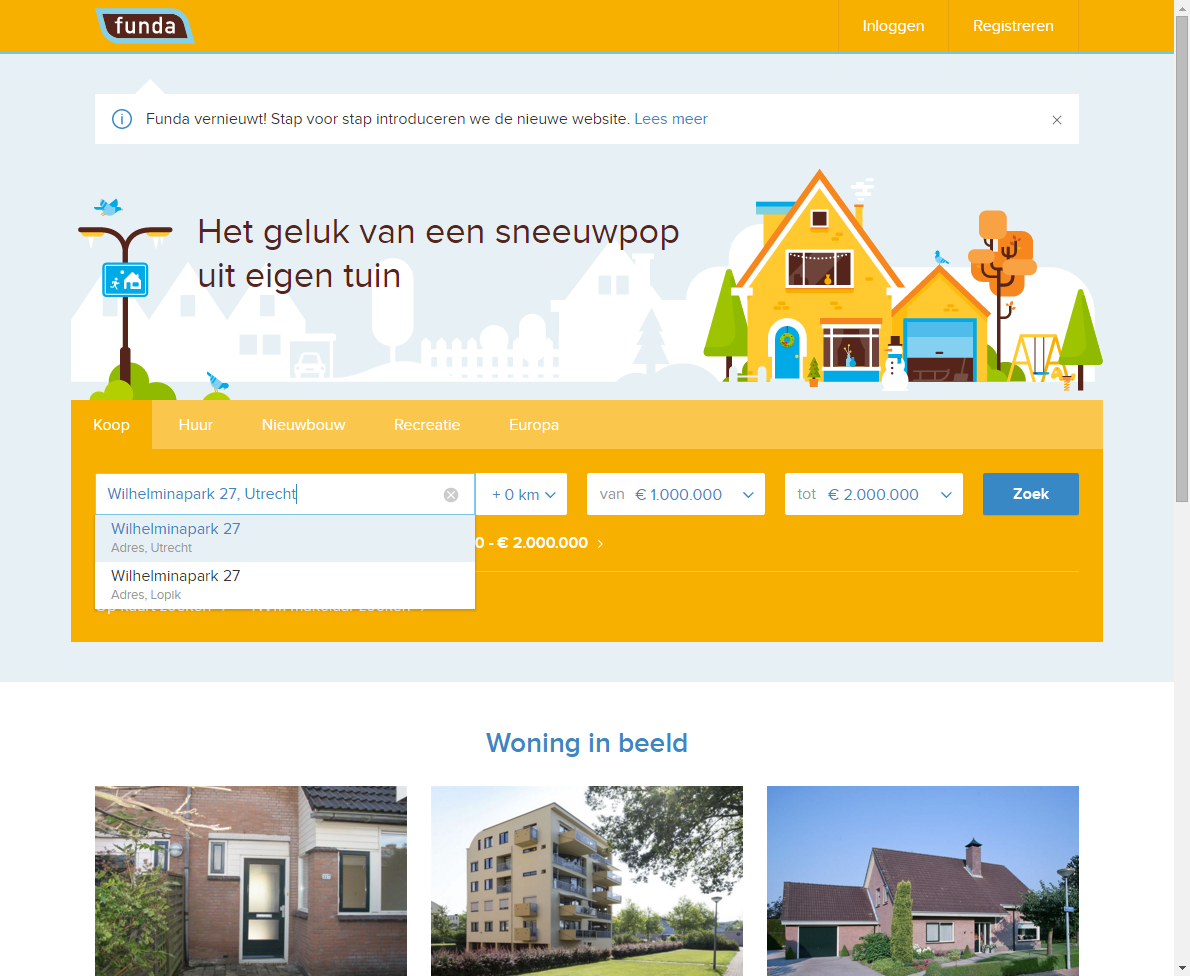 funda
Inloggen
Registreren
Funda vernieuwt! Stap voor stap introduceren we de nieuwe website. Lees meer
Het geluk van een sneeuwpop
uit eigen tuin
Koop
Huur
Nieuwbouw
Recreatie
Europa
Wilhelminapark 27, Utrecht
+ 0 km
van € 1.000.000
tot € 2.000.000
Zoek
Wilhelminapark 27
Adres, Utrecht
0 - € 2.000.000
Wilhelminapark 27
Adres, Lopik
Woning in beeld